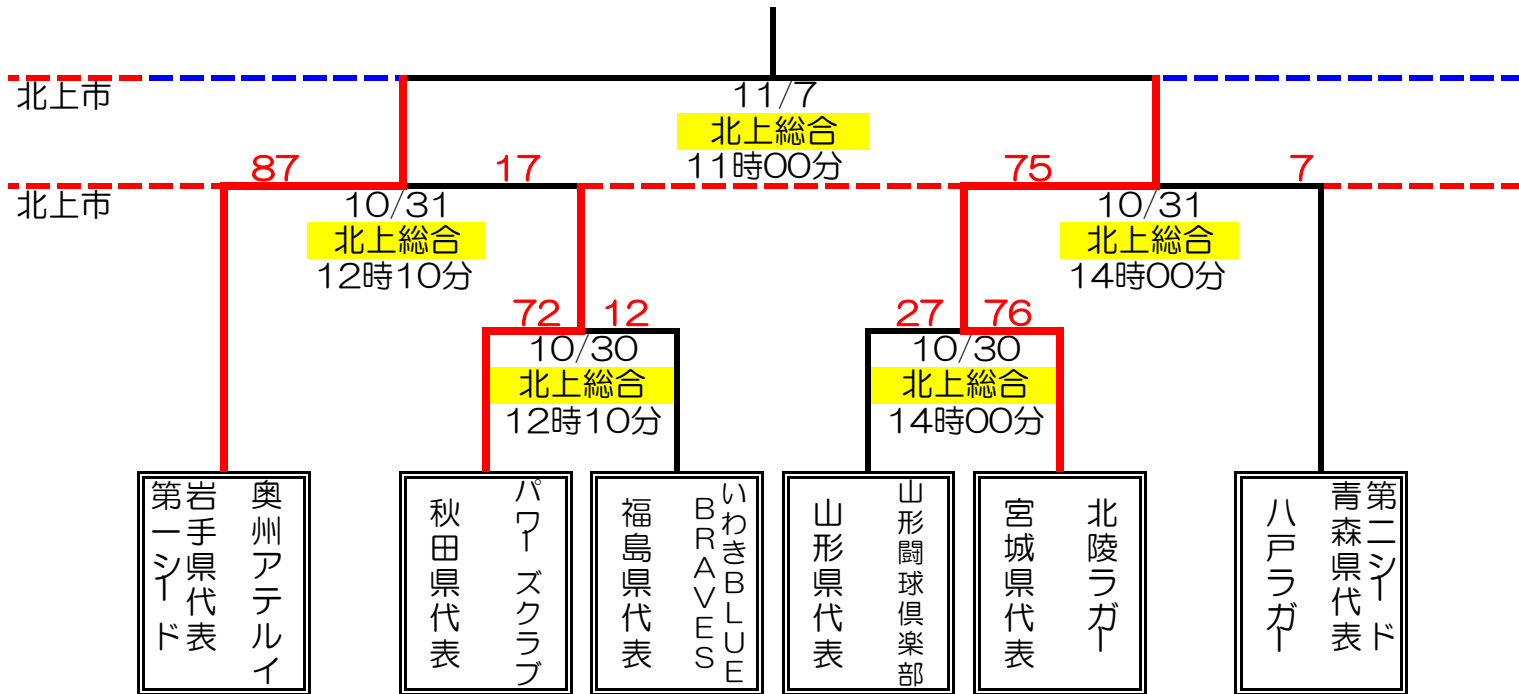 北上市
11/7
北上総合
11時00分
87
17
75
7
北上市
10/31
北上総合
12時10分
10/31
北上総合
14時00分
72
12
27
76
10/30
北上総合
12時10分
10/30
北上総合
14時00分
第一シード
岩手県代表
奥州アテルイ
秋田県代表
パワーズクラブ
福島県代表
いわきBLUE
BRAVES
山形県代表
山形闘球倶楽部
宮城県代表
北陵ラガー
八戸ラガー
青森県代表
第二シード